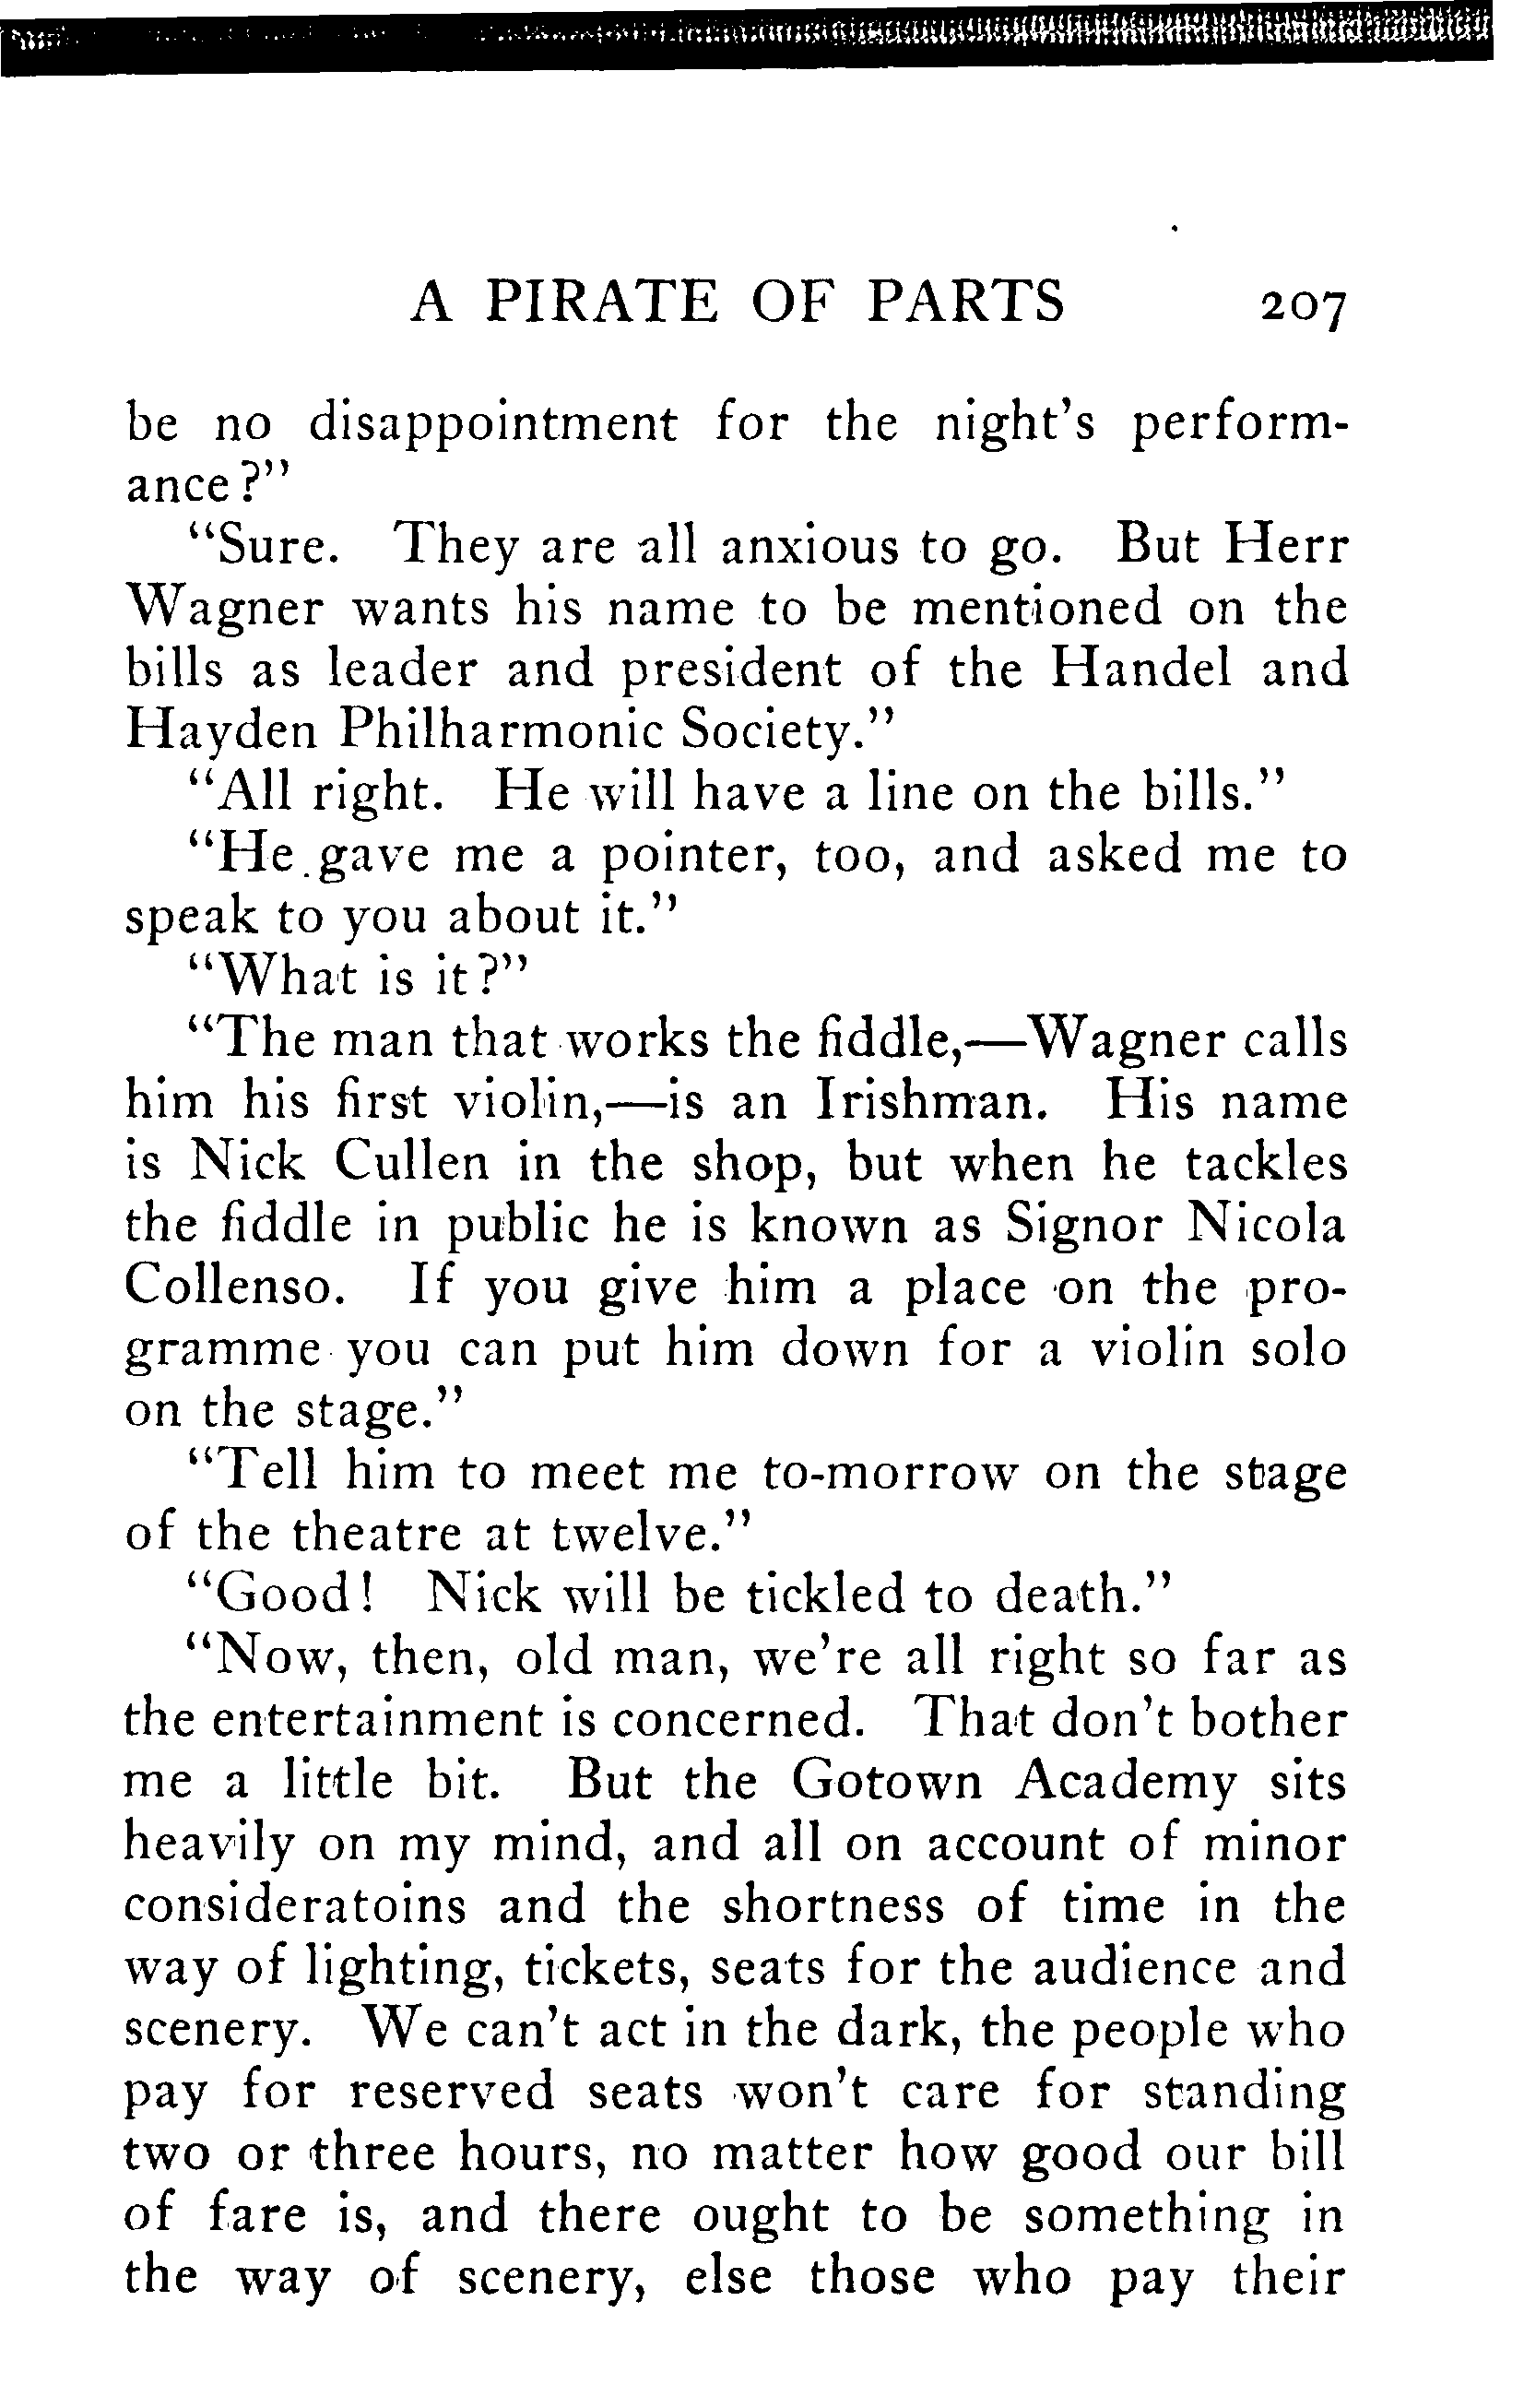 A PIRATE OF PARTS 207
be no disappointment for the night's perform-
ance?"
"Sure. They are all anxious to go. But Herr
Wagner wants his name to be mentioned on the
bills as leader and president of the Handel and
Hayden Philharmonic Society."
"All right. He will have a line on the bills."
"He gave me a pointer, too, and asked me to
speak to you about it."
"What is it?"
"The man that works the fiddle,—Wagner calls
him his first violin,—is an Irishman. His name
is Nick Cullen in the shop, but when he tackles
the fiddle in public he is known as Signor Nicola
Collenso. If you give him a place on the pro-
gramme you can put him down for a violin solo
on the stage."
"Tell him to meet me to-morrow on the stage
of the theatre at twelve."
"Good! Nick will be tickled to death."
"Now, then, old man, we're all right so far as
the entertainment is concerned. That don't bother
me a little bit. But the Gotown Academy sits
heavily on my mind, and all on account of minor
consideratoins and the shortness of time in the
way of lighting, tickets, seats for the audience and
scenery. We can't act in the dark, the people who
pay for reserved seats won't care for standing
two or three hours, no matter how good our bill
of fare is, and there ought to be something in
the way of scenery, else those who pay their